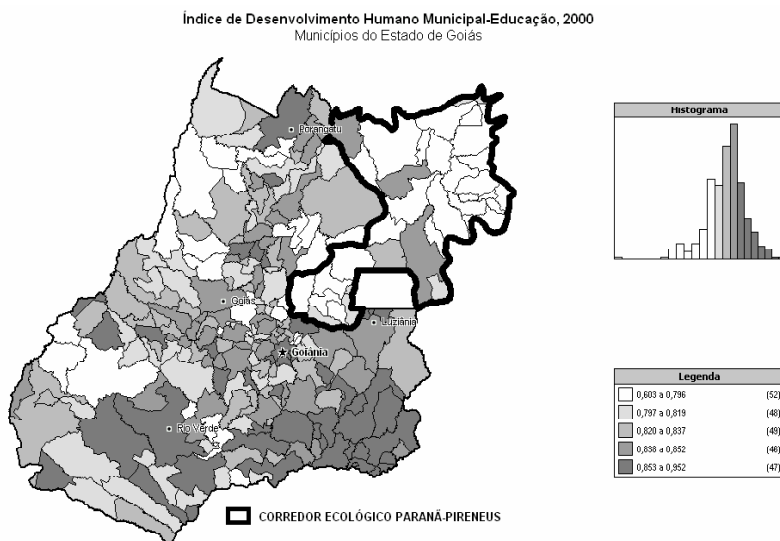 Índice de Desenvolvimento Humano Municipal-Educação, 2000
Municípios do Estado de Goiás
Histograma
Porangatu
Goiás
Luziânia
Goiânia
Rio Verde
Legenda
0,603 a 0,796 (52)
0,797 a 0,819 (48)
0,820 a 0,837 (49)
0,838 a 0,852 (46)
0,853 a 0,952 (47)
CORREDOR ECOLÓGICO PARANÃ-PIRENEUS